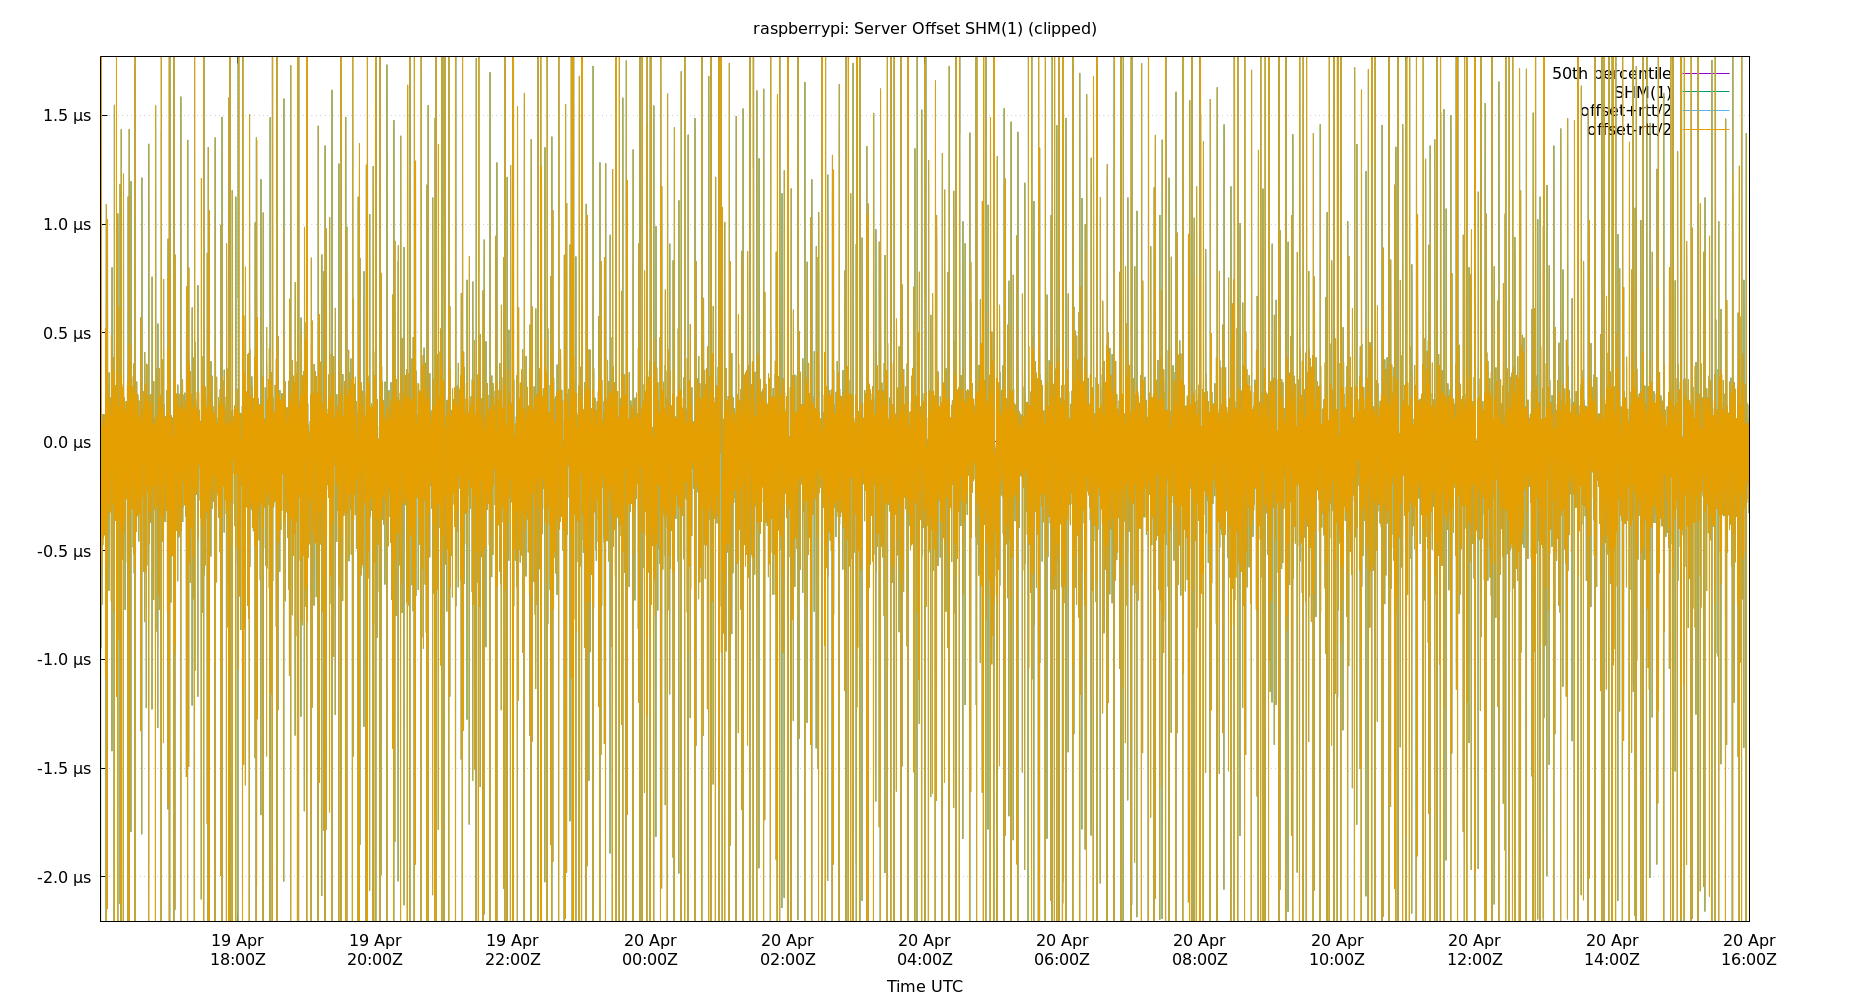 raspberrypi: Server Offset SHM(1) (clipped)
50th percentile
SHM(1)
offset+rtt/2
offset-rtt/2
1.5 µs
1.0 µs
0.5 µs
0.0 µs
-0.5 µs
-1.0 µs
-1.5 µs
-2.0 µs
19 Apr 19 Apr 19 Apr 20 Apr 20 Apr 20 Apr 20 Apr 20 Apr 20 Apr 20 Apr 20 Apr 20 Apr
18:00Z 20:00Z 22:00Z 00:00Z 02:00Z 04:00Z 06:00Z 08:00Z 10:00Z 12:00Z 14:00Z 16:00Z
Time UTC